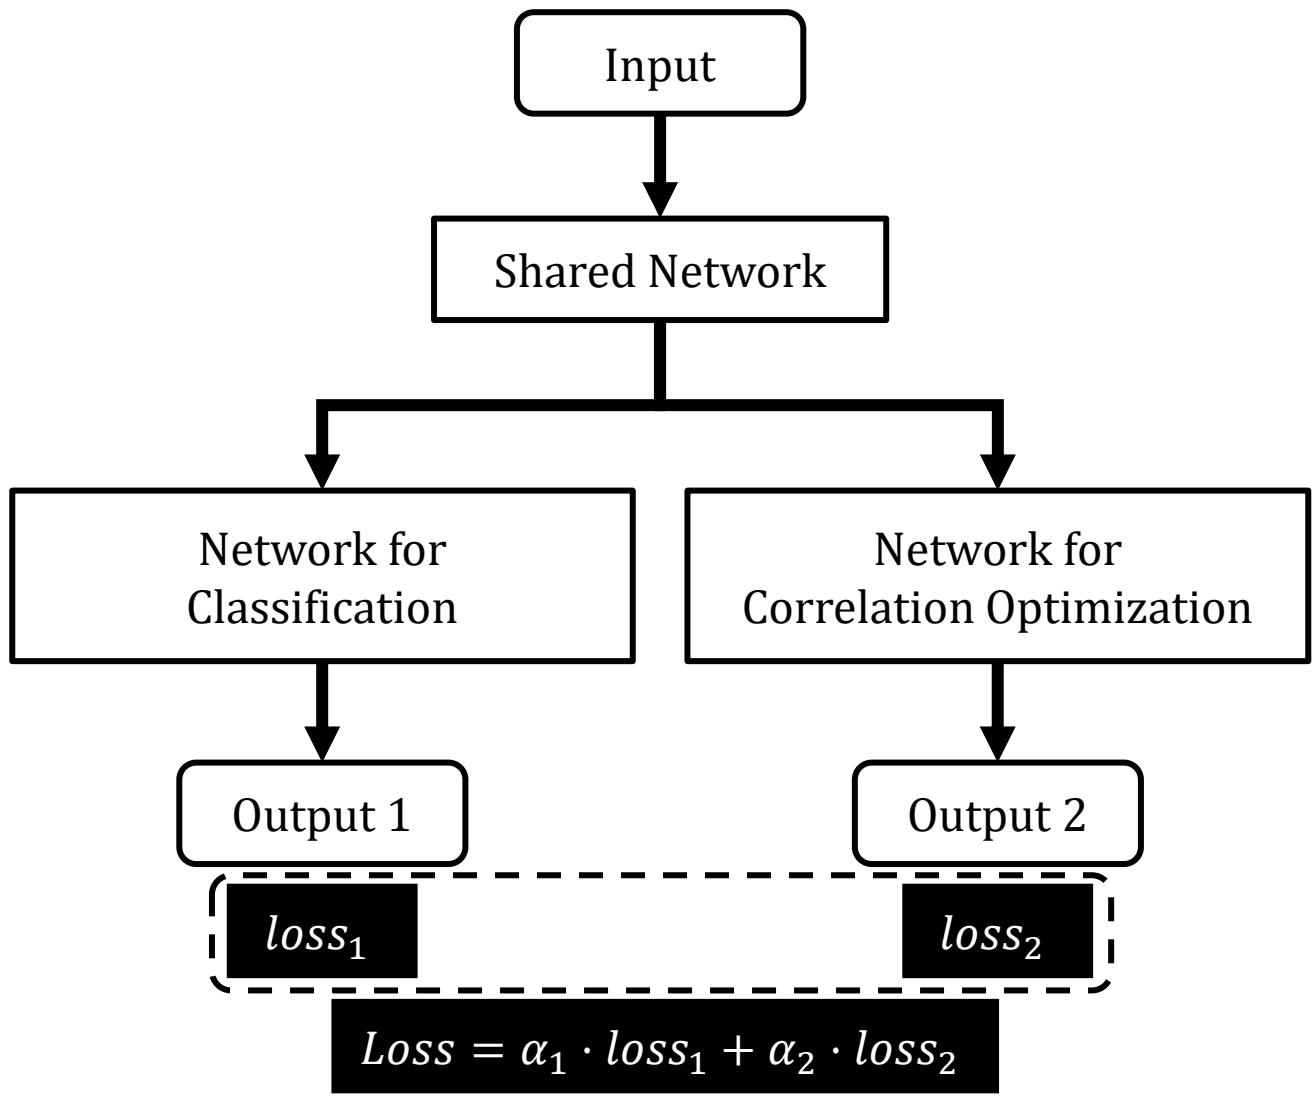 Input
Shared Network
Network for
Classification
Network for
Correlation Optimization
Output 1
Output 2
loss₁
loss₂
Loss = α₁ · loss₁ + α₂ · loss₂